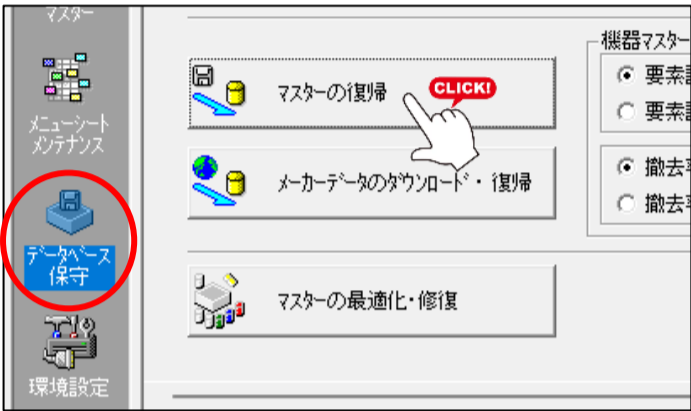 マスター
メニューシート
メンテナンス
データベース
保守
環境設定
マスターの復帰
CLICK!
メーカーデータのダウンロード・復帰
マスターの最適化・修復
機器マスター
要素
要素
撤去
撤去